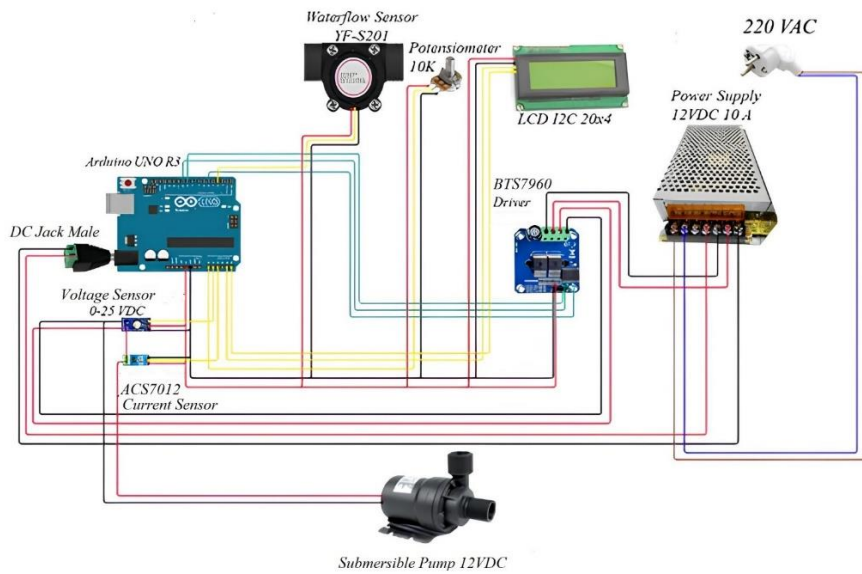 Waterflow Sensor
YF-S201
Potensiometer
10K
LCD I2C 20x4
220 VAC
Power Supply
12VDC 10 A
Arduino UNO R3
UNO
BTS7960
Driver
DC Jack Male
Voltage Sensor
0-25 VDC
ACS7012
Current Sensor
Submersible Pump 12VDC